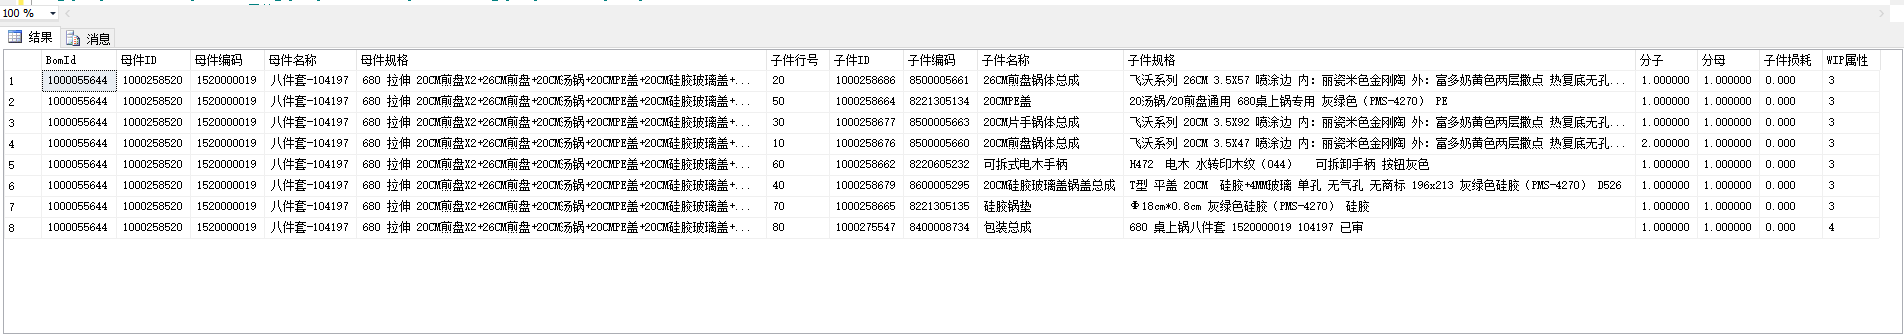 100 %
结果 消息
BomId 母件ID 母件编码 母件名称 母件规格 子件行号 子件ID 子件编码 子件名称 子件规格 分子 分母 子件损耗 WIP属性
1 1000055644 1000258520 1520000019 八件套-104197 680 拉伸 20CM煎盘X2+26CM煎盘+20CM汤锅+20CMPE盖+20CM硅胶玻璃盖+... 20 1000258686 8500005661 26CM煎盘锅体总成 飞沃系列 26CM 3.5X57 喷涂边 内: 丽瓷米色金刚陶 外: 富多奶黄色两层撒点 热复底无孔... 1.000000 1.000000 0.000 3
2 1000055644 1000258520 1520000019 八件套-104197 680 拉伸 20CM煎盘X2+26CM煎盘+20CM汤锅+20CMPE盖+20CM硅胶玻璃盖+... 50 1000258664 8221305134 20CMPE盖 20汤锅/20煎盘通用 680桌上锅专用 灰绿色（PMS-4270） PE 1.000000 1.000000 0.000 3
3 1000055644 1000258520 1520000019 八件套-104197 680 拉伸 20CM煎盘X2+26CM煎盘+20CM汤锅+20CMPE盖+20CM硅胶玻璃盖+... 30 1000258677 8500005663 20CM片手锅体总成 飞沃系列 20CM 3.5X92 喷涂边 内: 丽瓷米色金刚陶 外: 富多奶黄色两层撒点 热复底无孔... 1.000000 1.000000 0.000 3
4 1000055644 1000258520 1520000019 八件套-104197 680 拉伸 20CM煎盘X2+26CM煎盘+20CM汤锅+20CMPE盖+20CM硅胶玻璃盖+... 10 1000258676 8500005660 20CM煎盘锅体总成 飞沃系列 20CM 3.5X47 喷涂边 内: 丽瓷米色金刚陶 外: 富多奶黄色两层撒点 热复底无孔... 2.000000 1.000000 0.000 3
5 1000055644 1000258520 1520000019 八件套-104197 680 拉伸 20CM煎盘X2+26CM煎盘+20CM汤锅+20CMPE盖+20CM硅胶玻璃盖+... 60 1000258662 8220605232 可拆式电木手柄 H472 电木 水转印木纹（044） 可拆卸手柄 按钮灰色 1.000000 1.000000 0.000 3
6 1000055644 1000258520 1520000019 八件套-104197 680 拉伸 20CM煎盘X2+26CM煎盘+20CM汤锅+20CMPE盖+20CM硅胶玻璃盖+... 40 1000258679 8600005295 20CM硅胶玻璃盖锅盖总成 T型 平盖 20CM 硅胶+4MM玻璃 单孔 无气孔 无商标 196x213 灰绿色硅胶（PMS-4270） D526 1.000000 1.000000 0.000 3
7 1000055644 1000258520 1520000019 八件套-104197 680 拉伸 20CM煎盘X2+26CM煎盘+20CM汤锅+20CMPE盖+20CM硅胶玻璃盖+... 70 1000258665 8221305135 硅胶锅垫 Φ18cm*0.8cm 灰绿色硅胶（PMS-4270） 硅胶 1.000000 1.000000 0.000 3
8 1000055644 1000258520 1520000019 八件套-104197 680 拉伸 20CM煎盘X2+26CM煎盘+20CM汤锅+20CMPE盖+20CM硅胶玻璃盖+... 80 1000275547 8400008734 包装总成 680 桌上锅八件套 1520000019 104197 已审 1.000000 1.000000 0.000 4